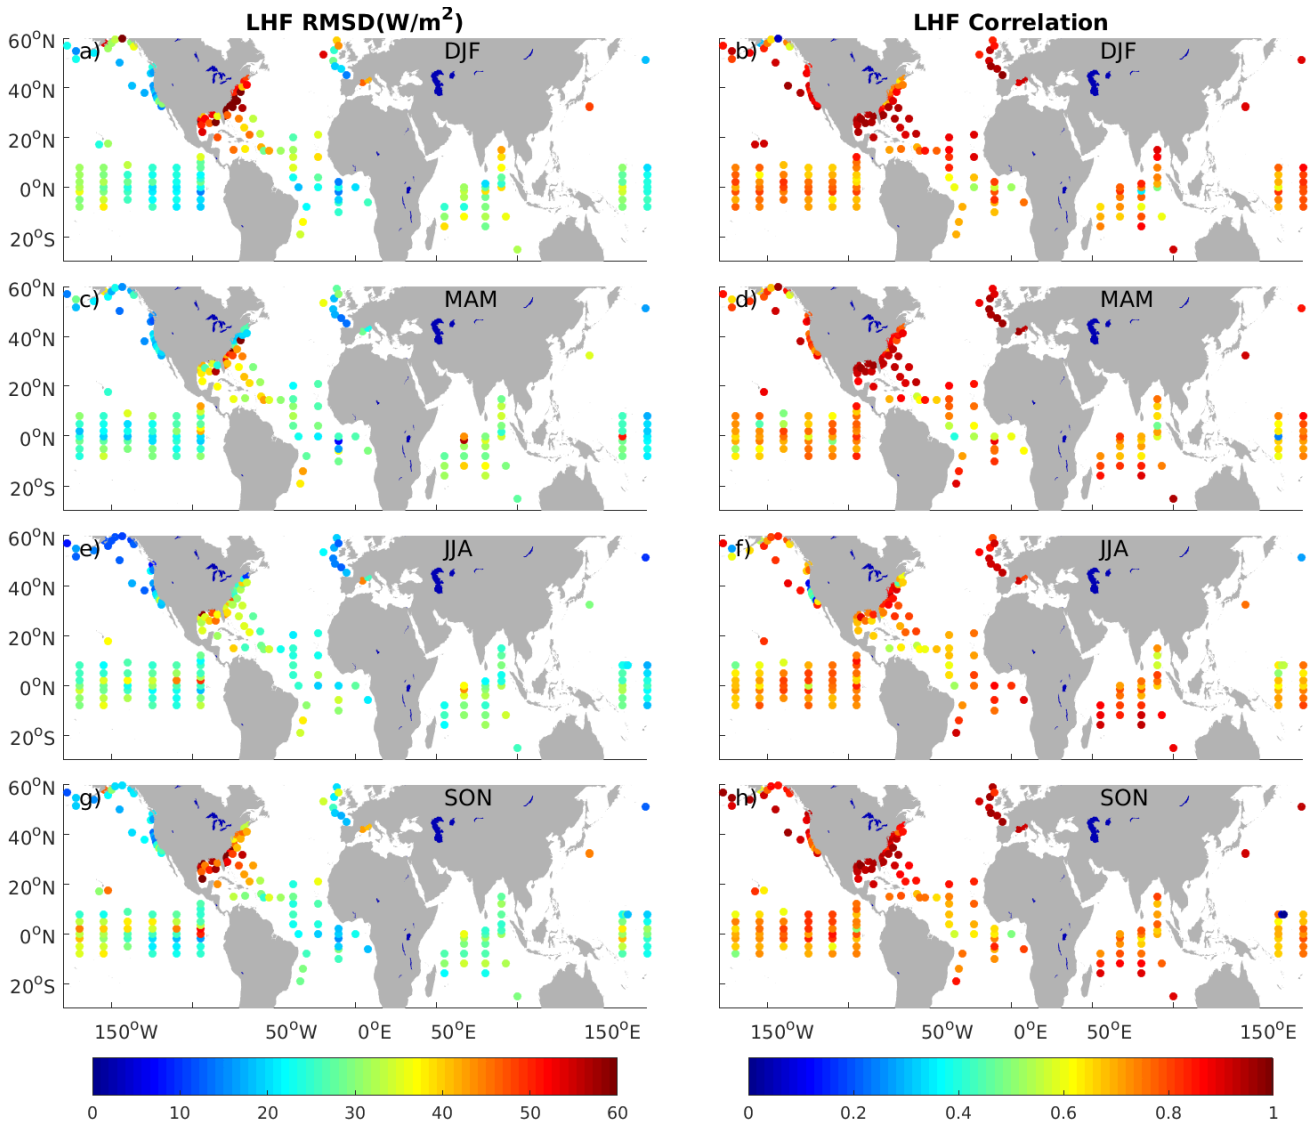 LHF RMSD(W/m²) LHF Correlation
60°N a) DJF b) DJF
40°N
20°N
0°N
20°S
60°N c) MAM d) MAM
40°N
20°N
0°N
20°S
60°N e) JJA f) JJA
40°N
20°N
0°N
20°S
60°N g) SON h) SON
40°N
20°N
0°N
20°S
150°W 50°W 0°E 50°E 150°E 150°W 50°W 0°E 50°E 150°E
0 10 20 30 40 50 60 0 0.2 0.4 0.6 0.8 1